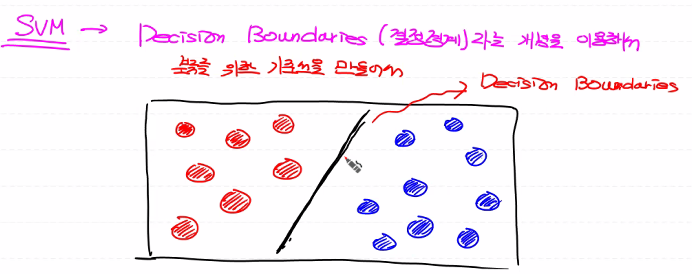 SVM → Decision Boundaries (결정경계) 라는 개념을 이용해서
분류를 위한 기준선을 만들어서
Decision Boundaries